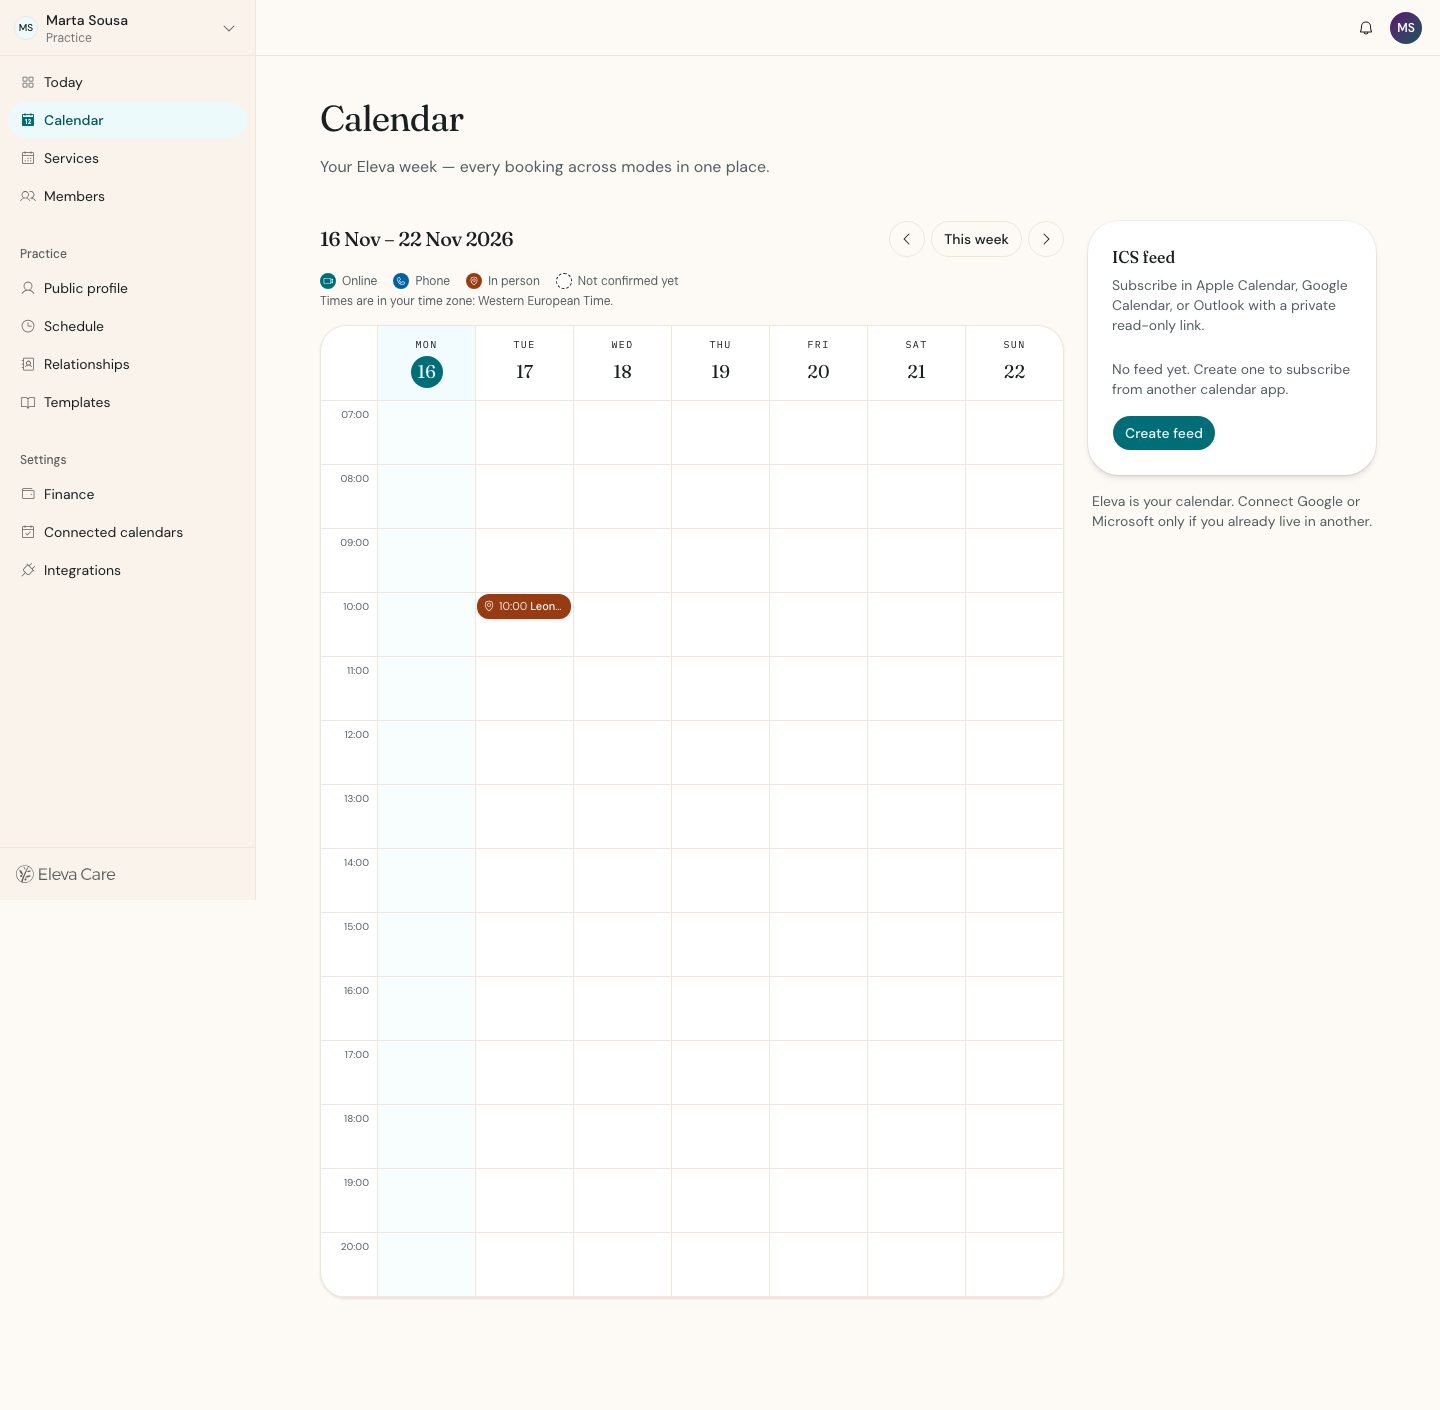 MS
Marta Sousa
Practice
MS
Today
Calendar
Services
Members
Practice
Public profile
Schedule
Relationships
Templates
Settings
Finance
Connected calendars
Integrations
Eleva Care
Calendar
Your Eleva week — every booking across modes in one place.
16 Nov – 22 Nov 2026
This week
Online
Phone
In person
Not confirmed yet
Times are in your time zone: Western European Time.
MON TUE WED THU FRI SAT SUN
16 17 18 19 20 21 22
07:00
08:00
09:00
10:00
10:00 Leon...
11:00
12:00
13:00
14:00
15:00
16:00
17:00
18:00
19:00
20:00
ICS feed
Subscribe in Apple Calendar, Google
Calendar, or Outlook with a private
read-only link.
No feed yet. Create one to subscribe
from another calendar app.
Create feed
Eleva is your calendar. Connect Google or
Microsoft only if you already live in another.